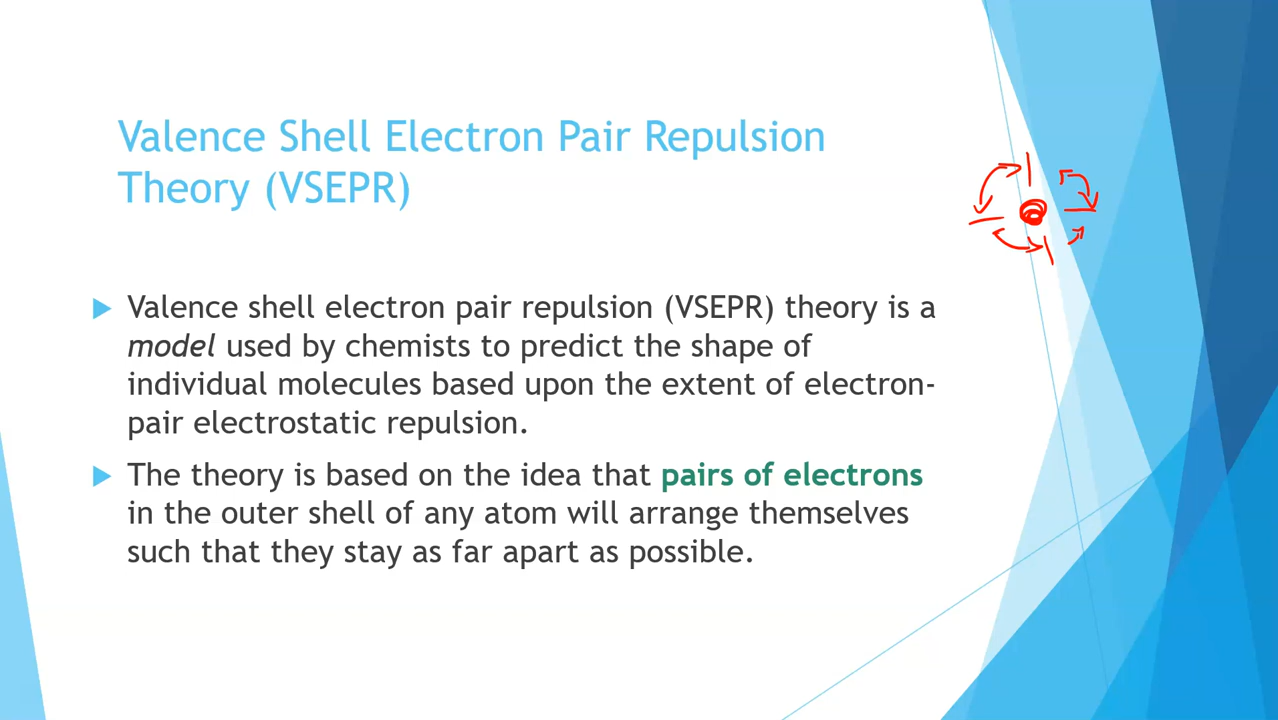 Valence Shell Electron Pair Repulsion
Theory (VSEPR)
Valence shell electron pair repulsion (VSEPR) theory is a
model used by chemists to predict the shape of
individual molecules based upon the extent of electron-
pair electrostatic repulsion.
The theory is based on the idea that pairs of electrons
in the outer shell of any atom will arrange themselves
such that they stay as far apart as possible.